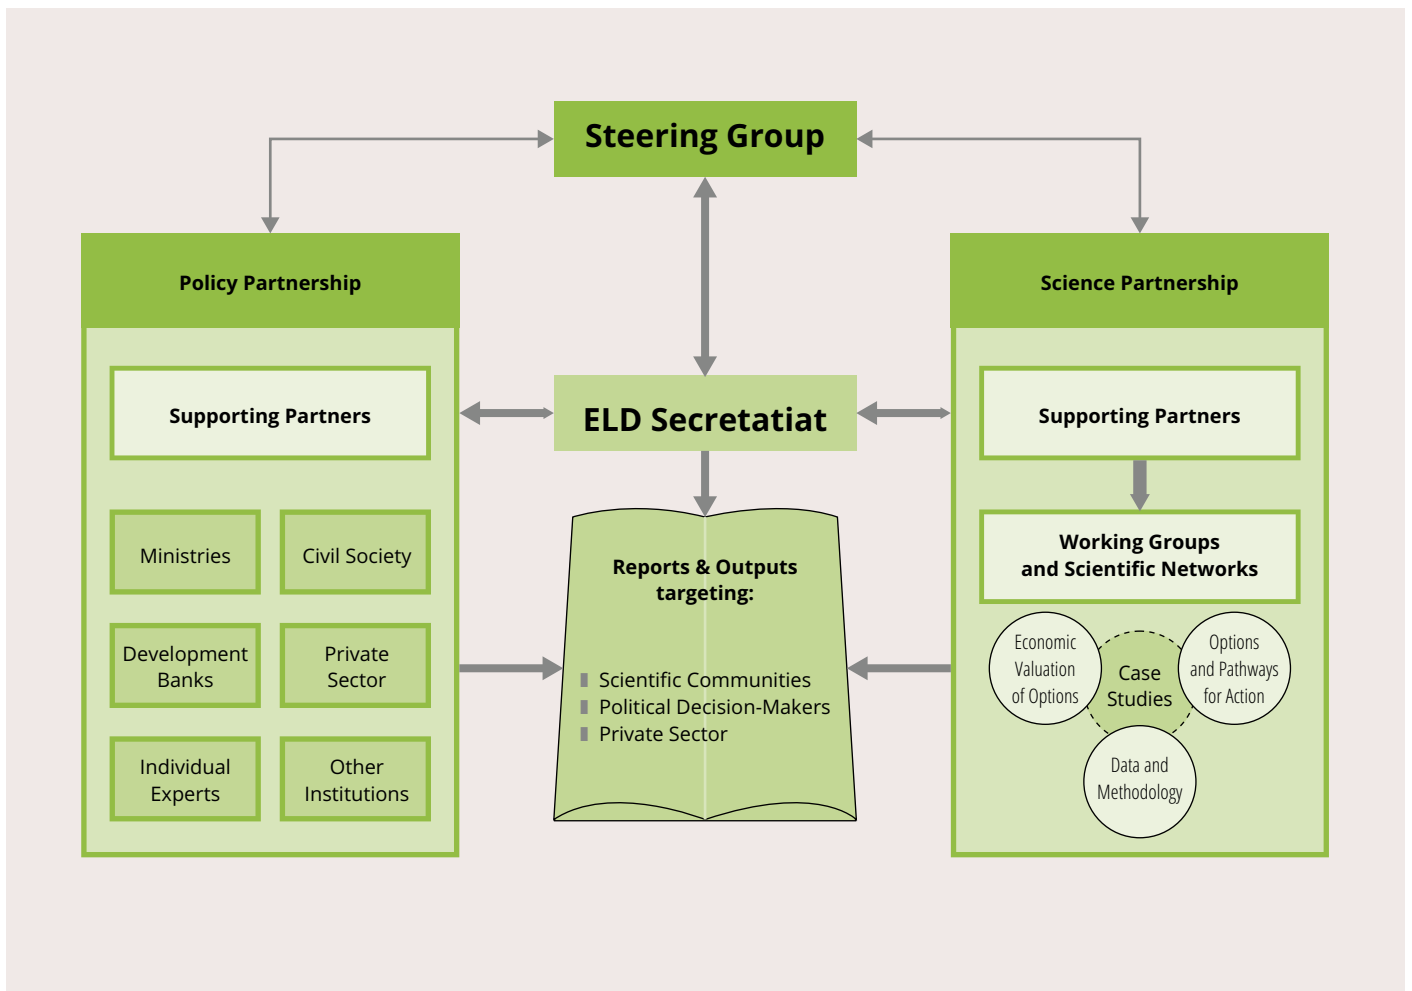 Steering Group
Policy Partnership
Supporting Partners
Ministries
Civil Society
Development
Banks
Private
Sector
Individual
Experts
Other
Institutions
ELD Secretatiat
Reports & Outputs
targeting:
Scientific Communities
Political Decision-Makers
Private Sector
Science Partnership
Supporting Partners
Working Groups
and Scientific Networks
Economic
Valuation
of Options
Case
Studies
Options
and Pathways
for Action
Data and
Methodology